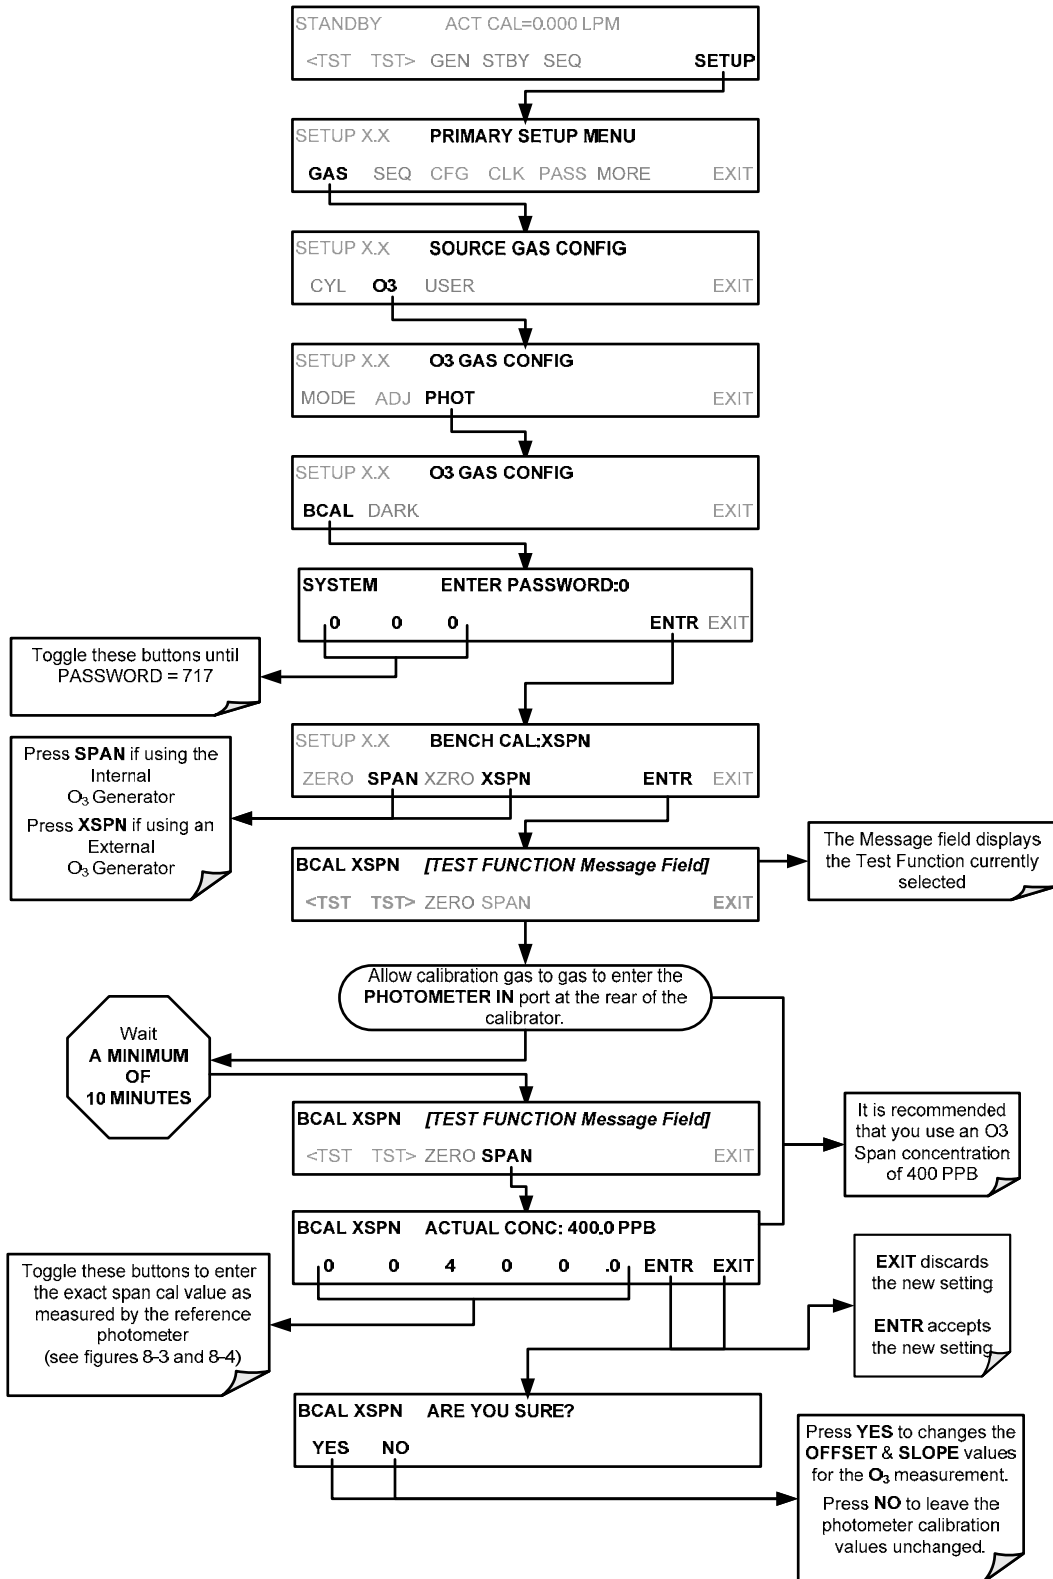 STANDBY ACT CAL=0.000 LPM
<TST TST> GEN STBY SEQ SETUP
SETUP X.X PRIMARY SETUP MENU
GAS SEQ CFG CLK PASS MORE EXIT
SETUP X.X SOURCE GAS CONFIG
CYL O3 USER EXIT
SETUP X.X O3 GAS CONFIG
MODE ADJ PHOT EXIT
SETUP X.X O3 GAS CONFIG
BCAL DARK EXIT
SYSTEM ENTER PASSWORD:0
0 0 0 ENTR EXIT
Toggle these buttons until
PASSWORD = 717
SETUP X.X BENCH CAL:XSPN
ZERO SPAN XZRO XSPN ENTR EXIT
Press SPAN if using the
Internal
O3 Generator
Press XSPN if using an
External
O3 Generator
BCAL XSPN [TEST FUNCTION Message Field]
<TST TST> ZERO SPAN EXIT
The Message field displays
the Test Function currently
selected
Allow calibration gas to gas to enter the
PHOTOMETER IN port at the rear of the
calibrator.
Wait
A MINIMUM
OF
10 MINUTES
BCAL XSPN [TEST FUNCTION Message Field]
<TST TST> ZERO SPAN EXIT
It is recommended
that you use an O3
Span concentration
of 400 PPB
BCAL XSPN ACTUAL CONC: 400.0 PPB
0 0 4 0 0 .0 ENTR EXIT
Toggle these buttons to enter
the exact span cal value as
measured by the reference
photometer
(see figures 8-3 and 8-4)
EXIT discards
the new setting
ENTR accepts
the new setting
BCAL XSPN ARE YOU SURE?
YES NO
Press YES to changes the
OFFSET & SLOPE values
for the O3 measurement.
Press NO to leave the
photometer calibration
values unchanged.